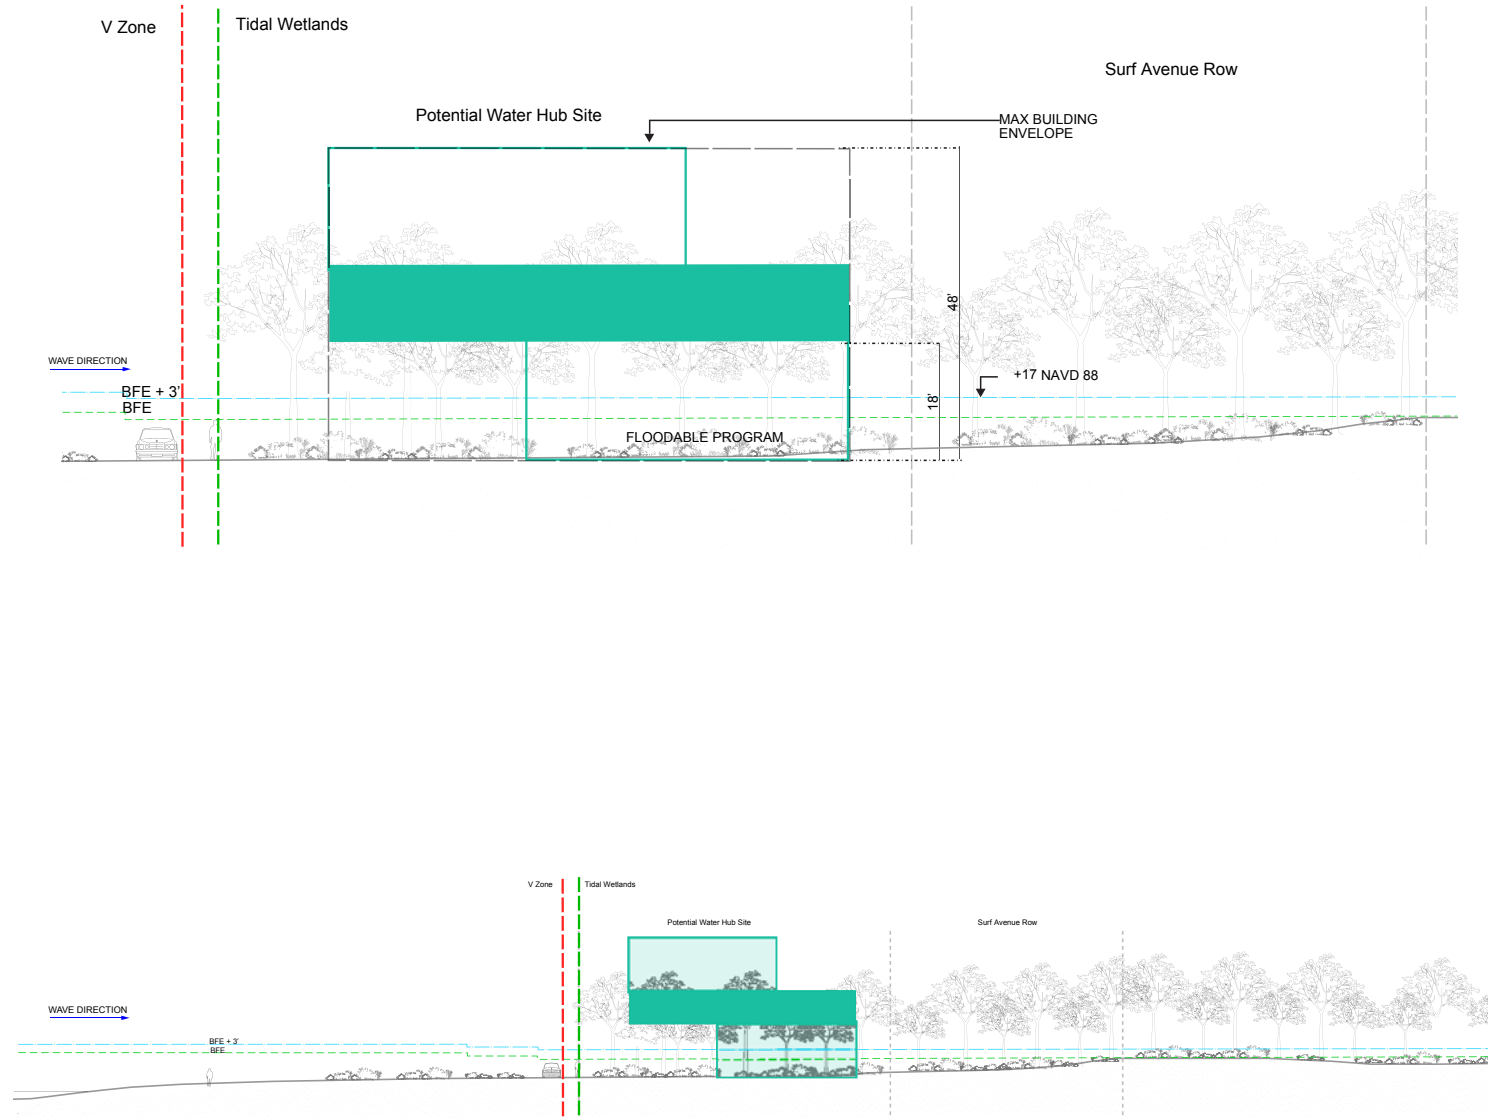 V Zone
Tidal Wetlands
Surf Avenue Row
Potential Water Hub Site
MAX BUILDING
ENVELOPE
48'
WAVE DIRECTION
+17 NAVD 88
BFE + 3'
BFE
18'
FLOODABLE PROGRAM
V Zone
Tidal Wetlands
Potential Water Hub Site
Surf Avenue Row
WAVE DIRECTION
BFE + 3'
BFE